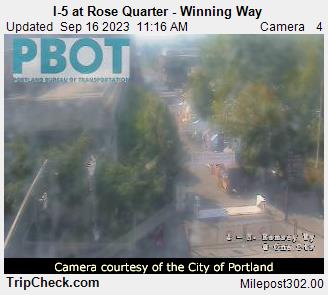 I-5 at Rose Quarter - Winning Way
Updated Sep 16 2023 11:16 AM Camera 4
PBOT
PORTLAND BUREAU OF TRANSPORTATION
Camera courtesy of the City of Portland
TripCheck.com Milepost302.00